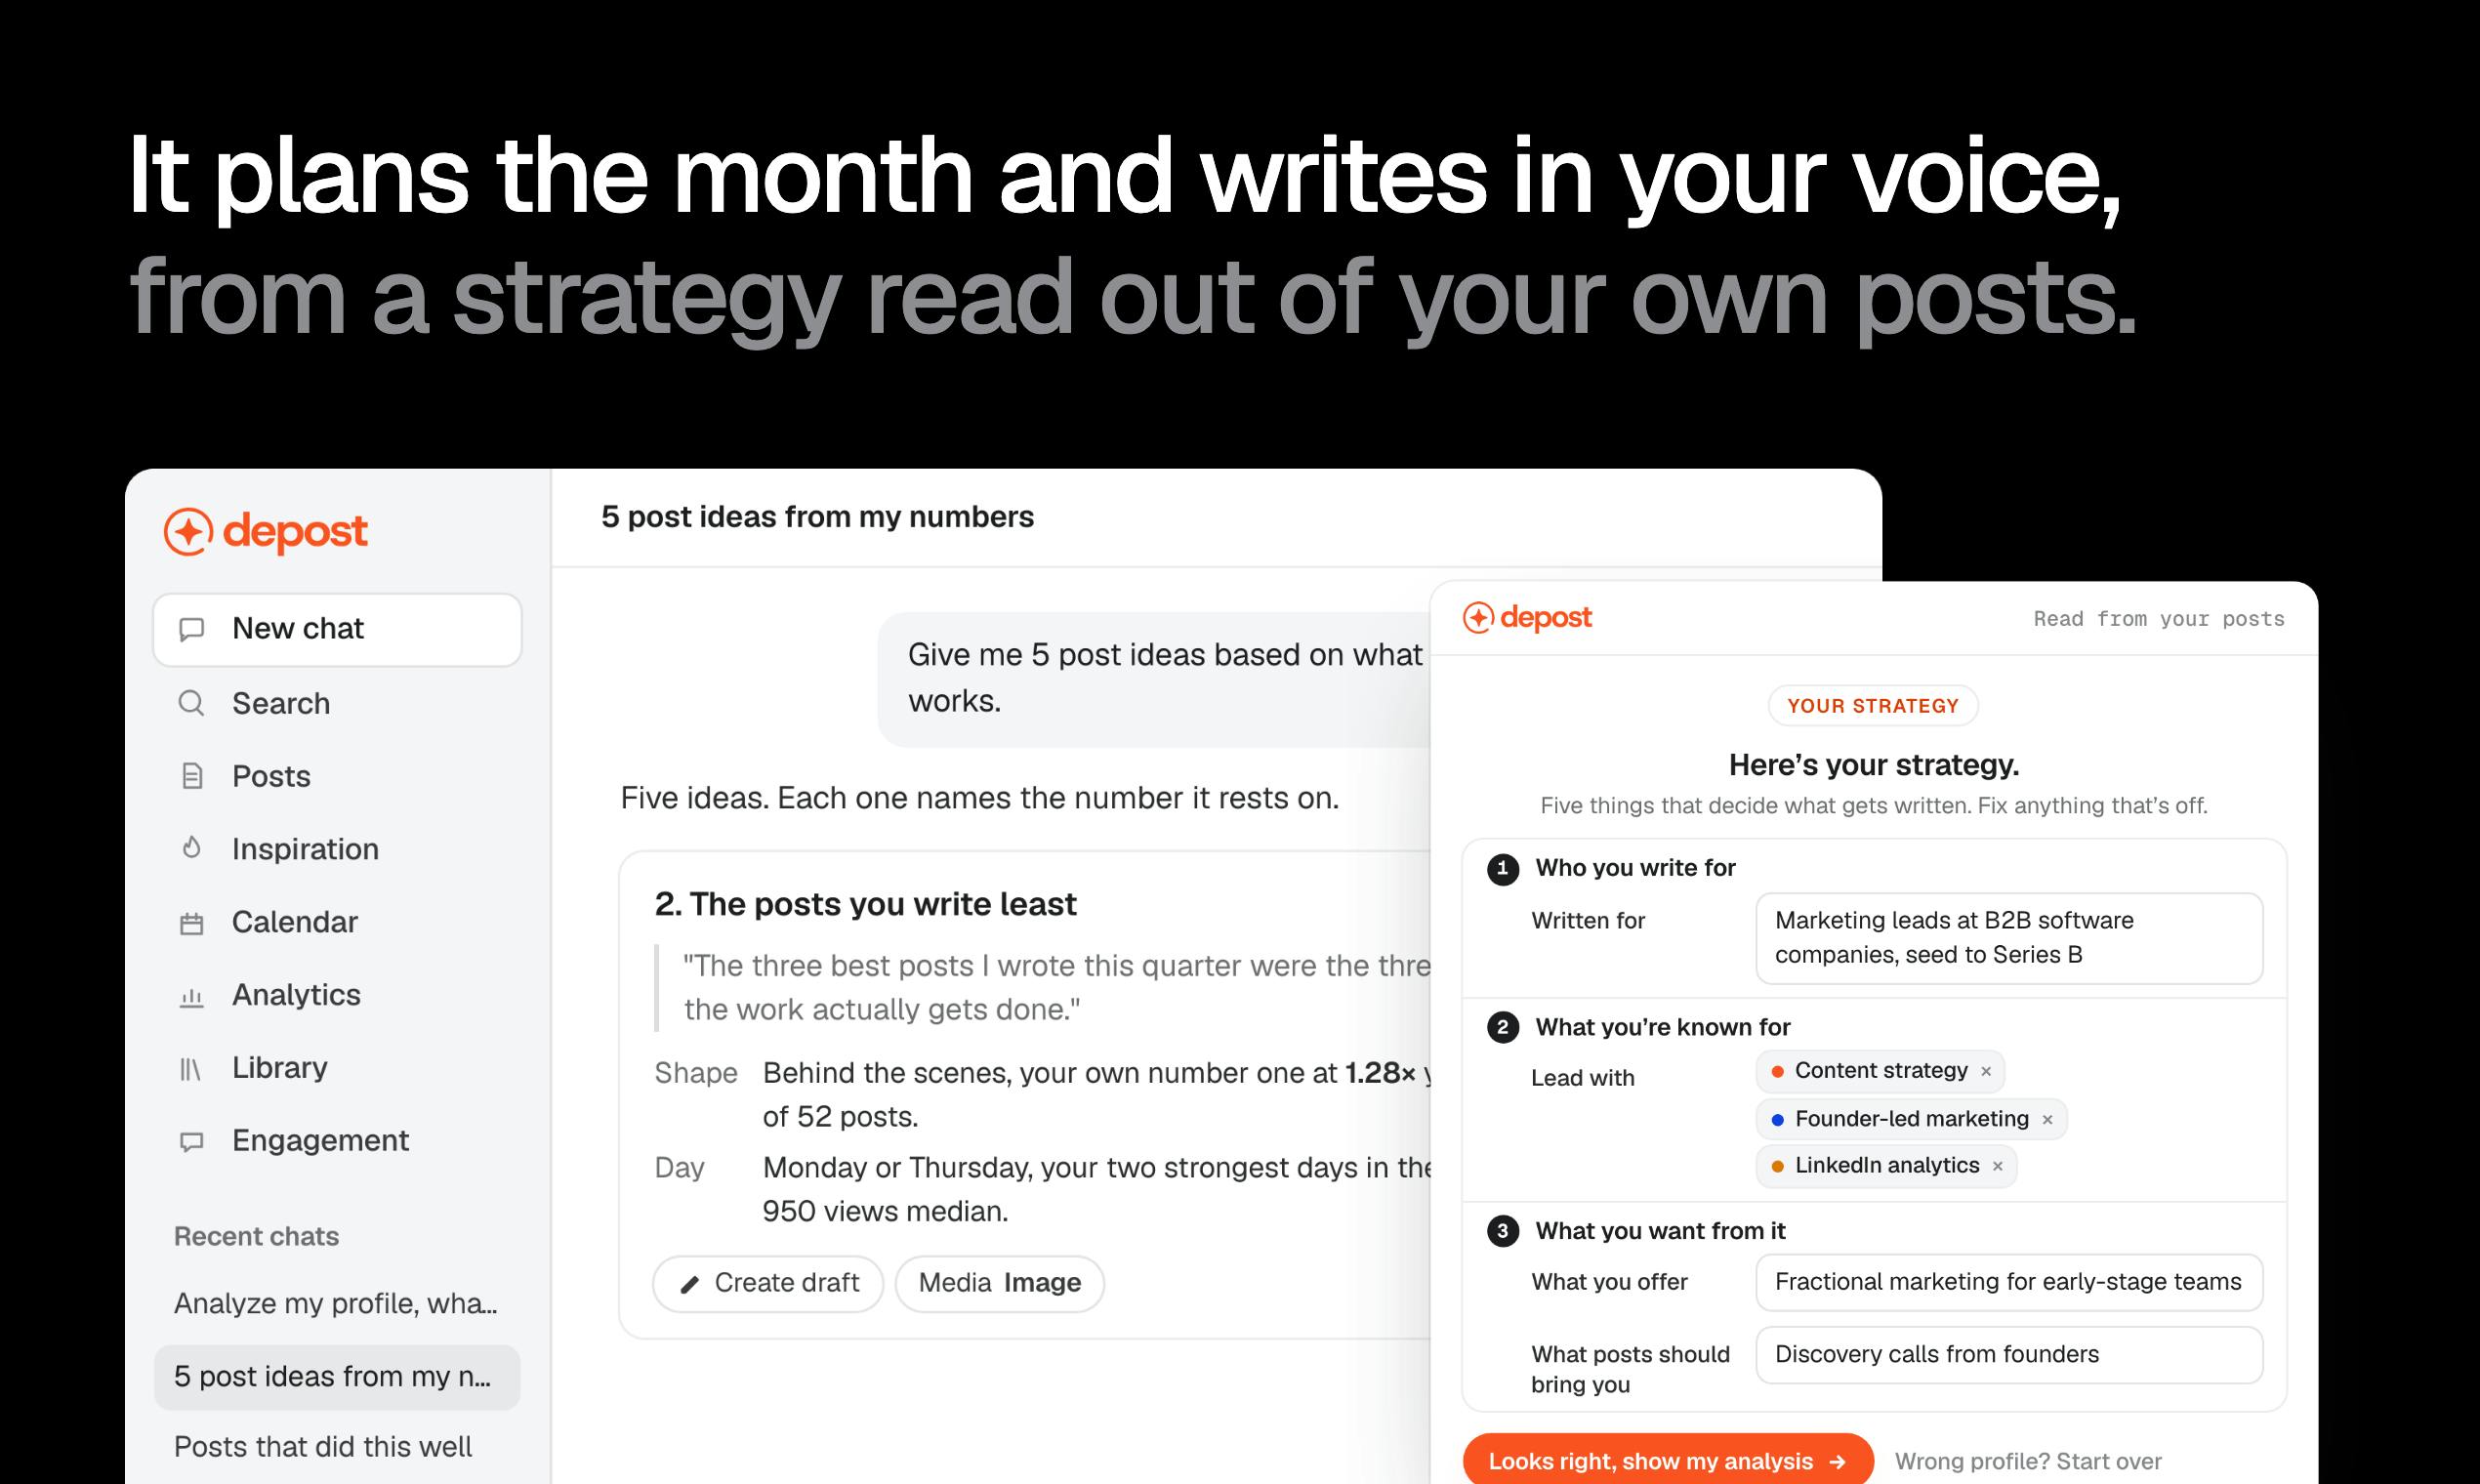 It plans the month and writes in your voice,
from a strategy read out of your own posts.
depost
New chat
Search
Posts
Inspiration
Calendar
Analytics
Library
Engagement
Recent chats
Analyze my profile, wha...
5 post ideas from my n...
Posts that did this well
5 post ideas from my numbers
Give me 5 post ideas based on what
works.
Five ideas. Each one names the number it rests on.
2. The posts you write least
"The three best posts I wrote this quarter were the
the work actually gets done."
Shape Behind the scenes, your own number one at 1.28×
of 52 posts.
Day Monday or Thursday, your two strongest days in
950 views median.
Create draft
Media Image
depost
Read from your posts
YOUR STRATEGY
Here's your strategy.
Five things that decide what gets written. Fix anything that's off.
1 Who you write for
Written for
Marketing leads at B2B software
companies, seed to Series B
2 What you're known for
Lead with
Content strategy ×
Founder-led marketing ×
LinkedIn analytics ×
3 What you want from it
What you offer
Fractional marketing for early-stage teams
What posts should
bring you
Discovery calls from founders
Looks right, show my analysis →
Wrong profile? Start over